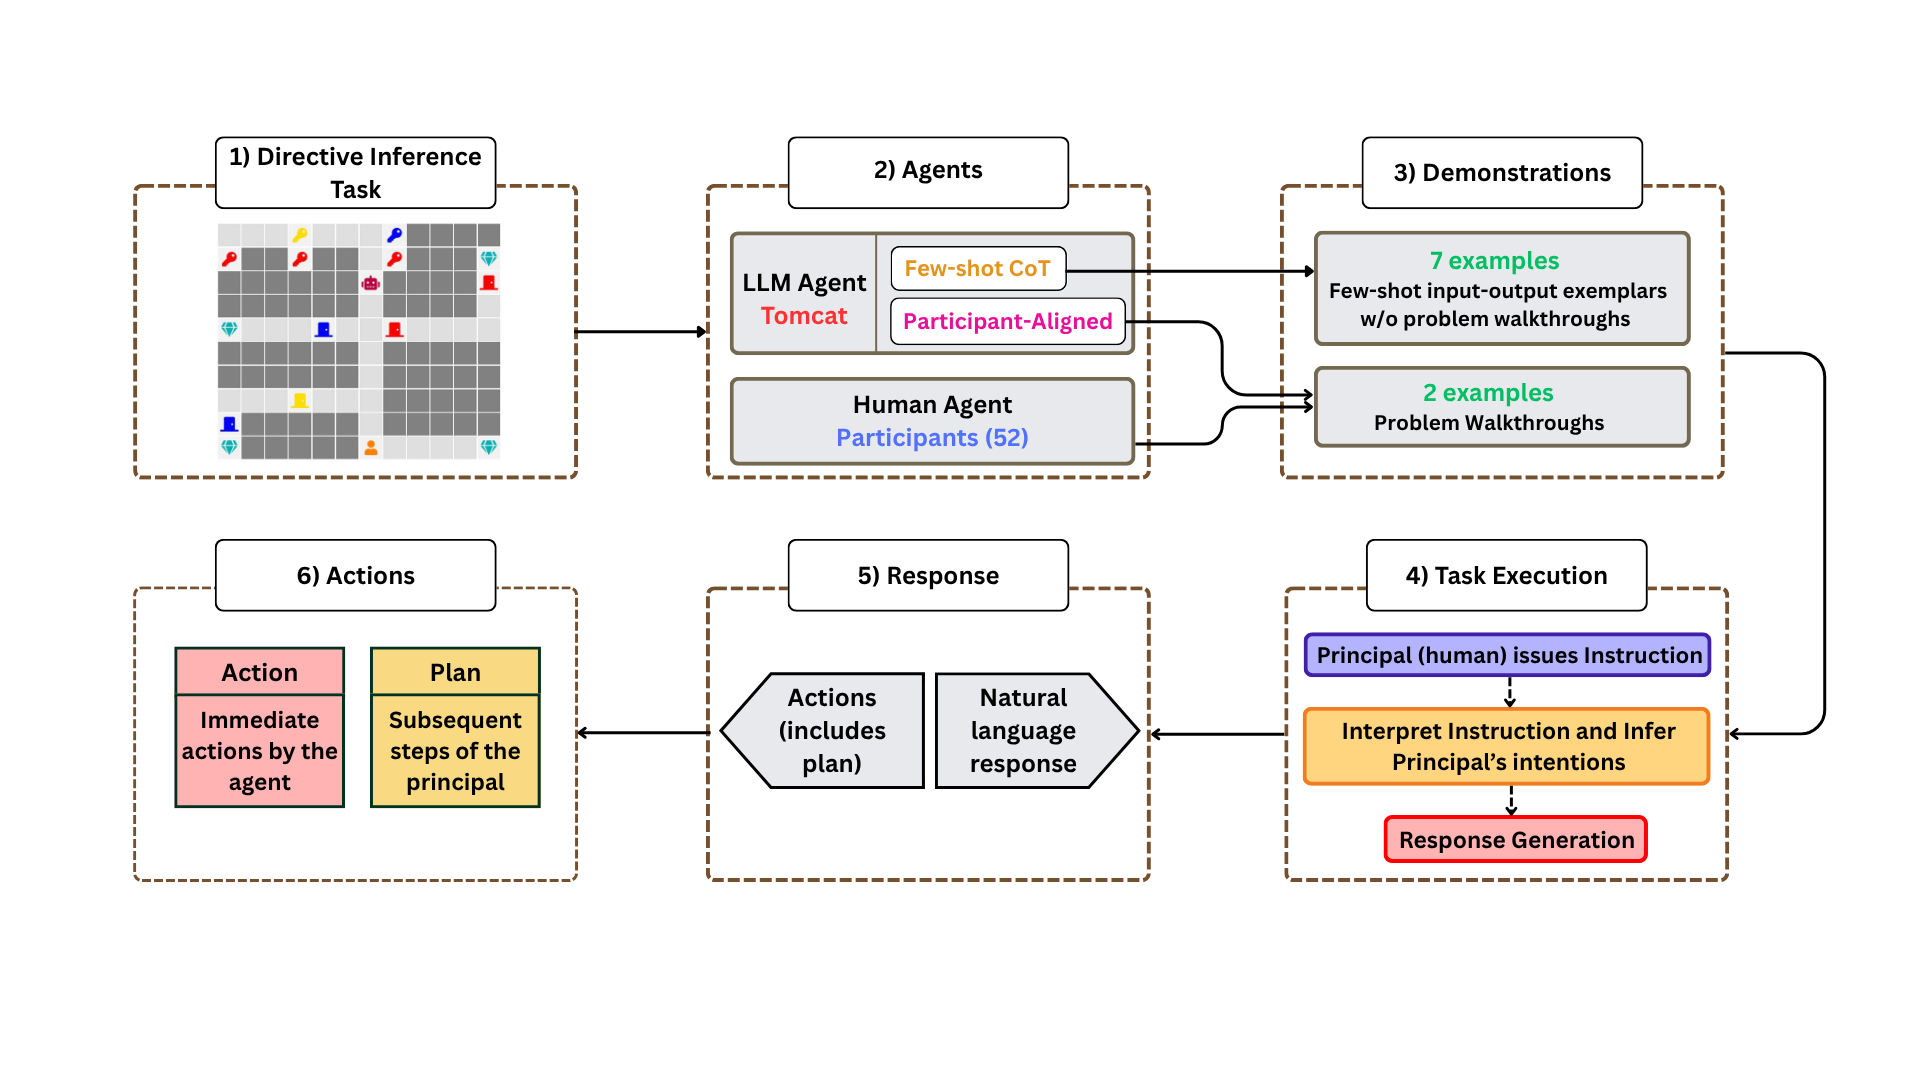 1) Directive Inference
Task
2) Agents
LLM Agent
Tomcat
Few-shot CoT
Participant-Aligned
Human Agent
Participants (52)
3) Demonstrations
7 examples
Few-shot input-output exemplars
w/o problem walkthroughs
2 examples
Problem Walkthroughs
4) Task Execution
Principal (human) issues Instruction
Interpret Instruction and Infer
Principal's intentions
Response Generation
5) Response
Actions
(includes
plan)
Natural
language
response
6) Actions
Action
Immediate
actions by the
agent
Plan
Subsequent
steps of the
principal